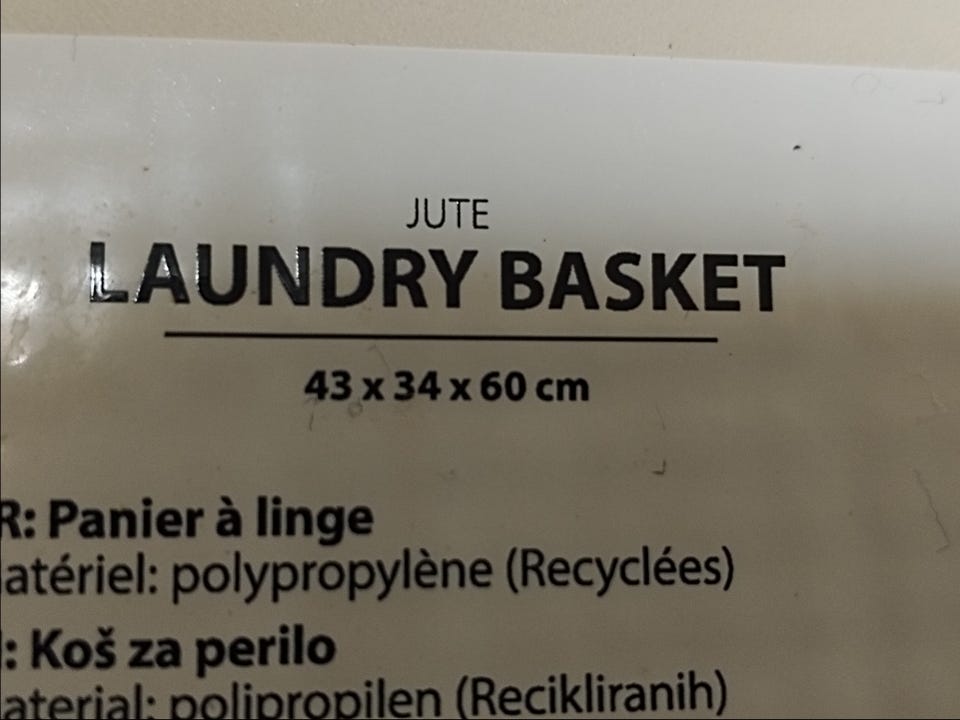 JUTE
LAUNDRY BASKET
43 x 34 x 60 cm
R: Panier à linge
atériel: polypropylène (Recyclées)
: Koš za perilo
aterial: polipropilen (Recikliranih)